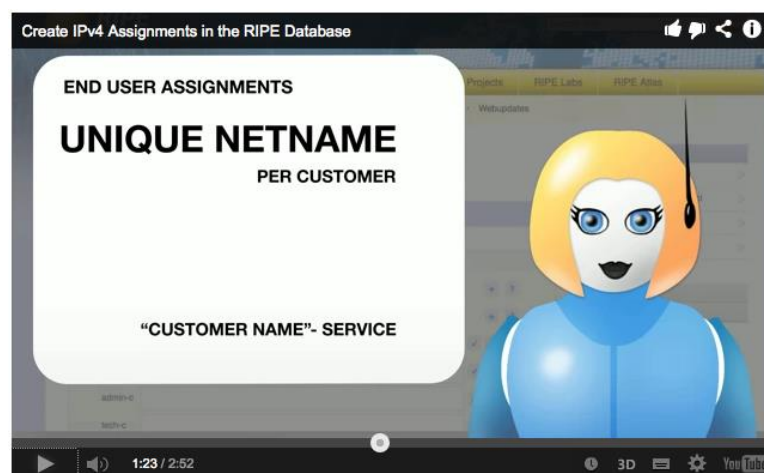 Create IPv4 Assignments in the RIPE Database
Projects RIPE Labs RIPE Atlas
Webupdates
END USER ASSIGNMENTS
UNIQUE NETNAME
PER CUSTOMER
“CUSTOMER NAME”- SERVICE
admin-c
tech-c
1:23 / 2:52
3D
YouTube